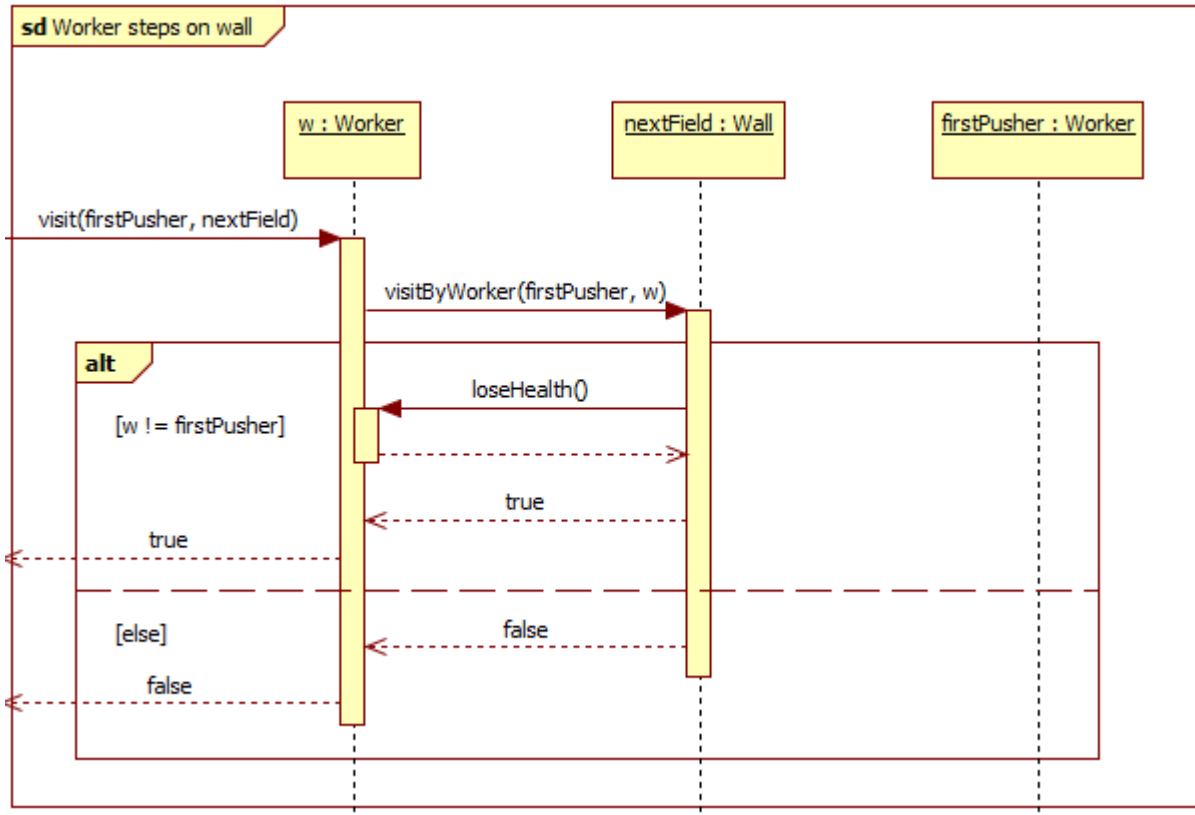 sd Worker steps on wall
w : Worker
nextField : Wall
firstPusher : Worker
visit(firstPusher, nextField)
visitByWorker(firstPusher, w)
alt
loseHealth()
[w != firstPusher]
true
true
[else]
false
false